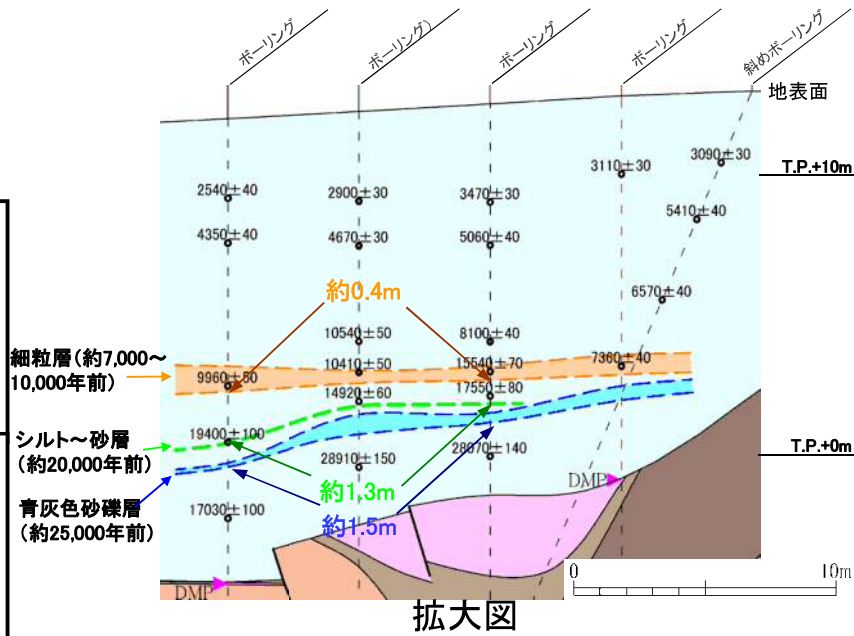 ボーリング
ボーリング)
ボーリング
ボーリング
斜めボーリング
地表面
3090±30
3110±30
T.P.+10m
2540±40
2900±30
3470±30
5410±40
4350±40
4670±30
5060±40
約0.4m
6570±40
10540±50
8100±40
細粒層(約7,000～
10,000年前)
9960±50
10410±50
15540±70
7360±40
14920±60
17550±80
シルト～砂層
(約20,000年前)
19400±100
T.P.+0m
28910±150
28070±140
DMP
約1.3m
青灰色砂礫層
(約25,000年前)
17030±100
約1.5m
DMP
0
10m
拡大図